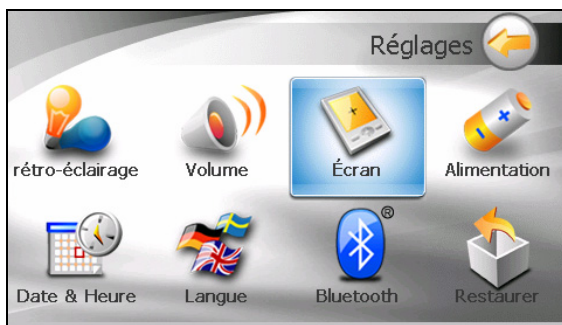 Réglages
rétro-éclairage
Volume
Écran
Alimentation
Date & Heure
Langue
®
Bluetooth
Restaurer